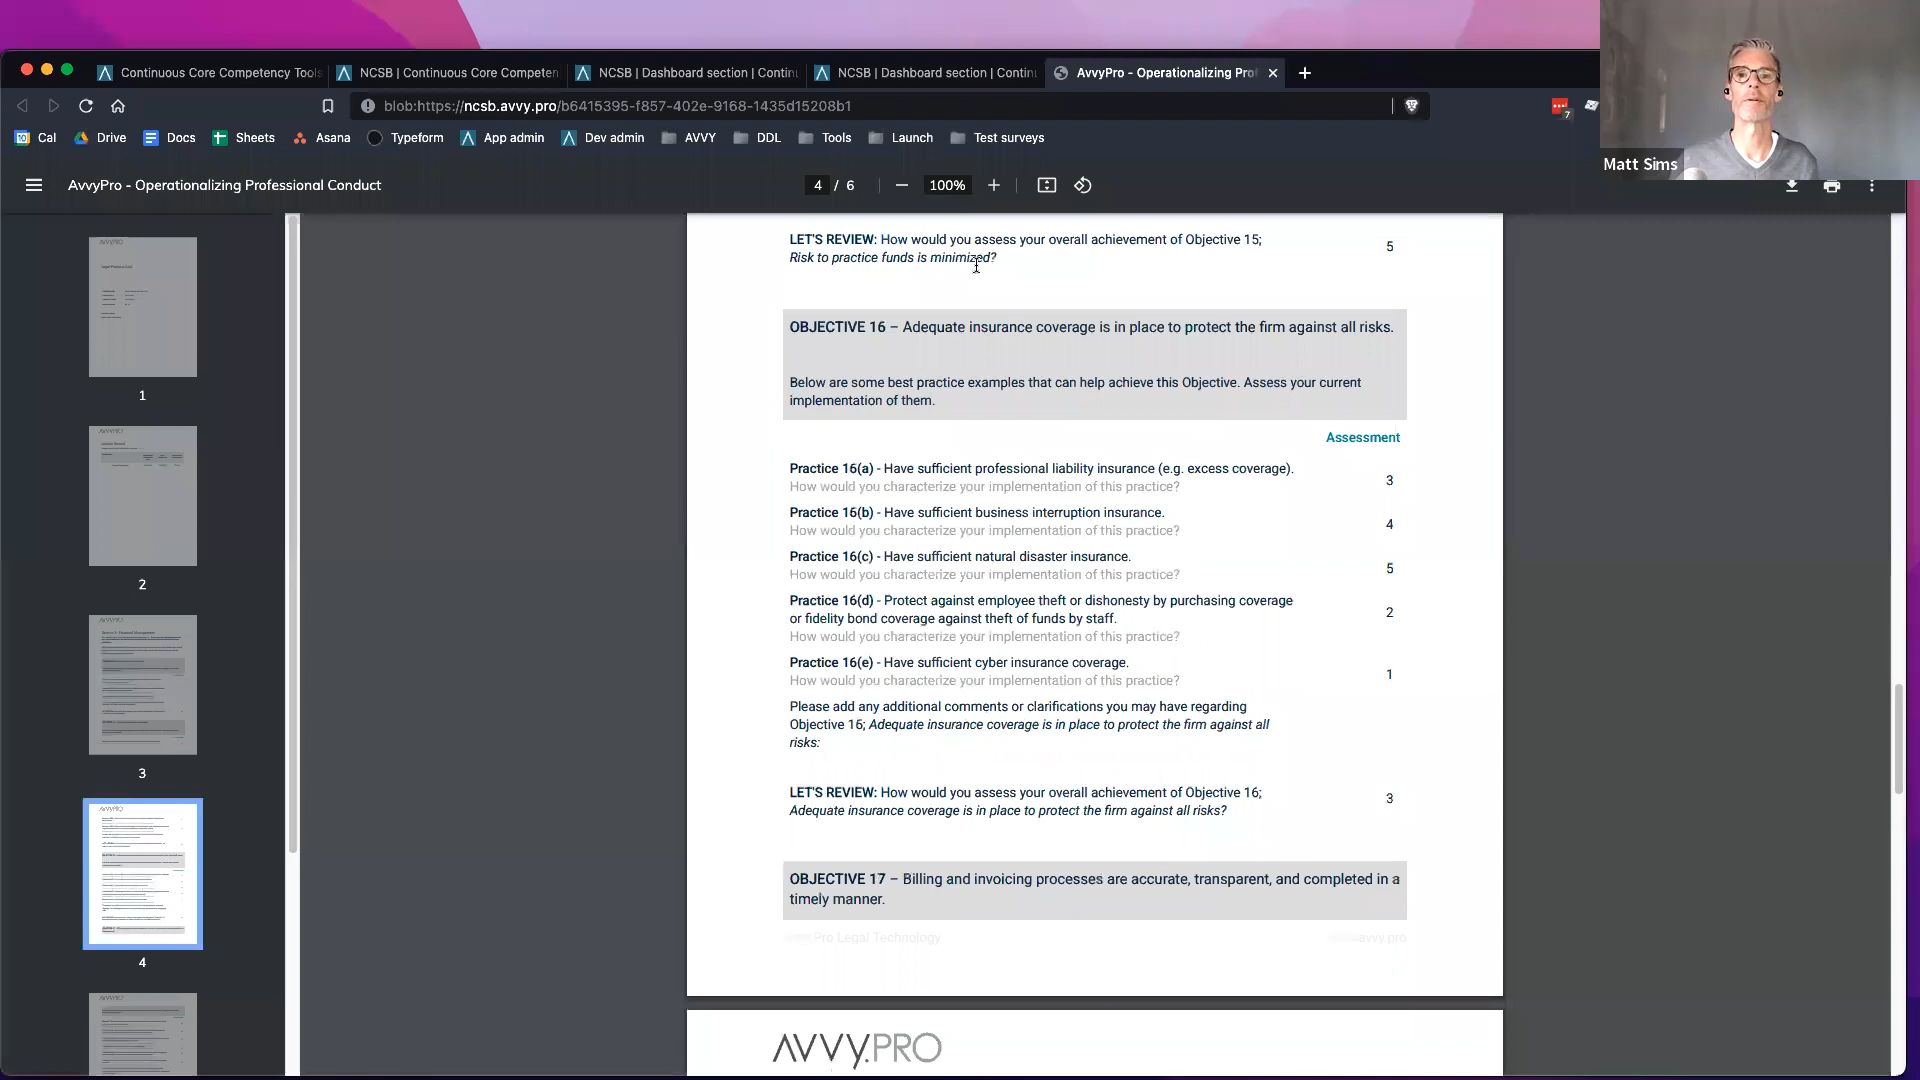 Continuous Core Competency Tools
NCSB | Continuous Core Competen
NCSB | Dashboard section | Contin
NCSB | Dashboard section | Contin
AvvyPro - Operationalizing Pro
blob:https://ncsb.avvy.pro/b6415395-f857-402e-9168-1435d15208b1
7
Cal
Drive
Docs
Sheets
Asana
Typeform
App admin
Dev admin
AVVY
DDL
Tools
Launch
Test surveys
Matt Sims
AvvyPro - Operationalizing Professional Conduct
4 / 6
100%
1
2
3
4
LET'S REVIEW: How would you assess your overall achievement of Objective 15;
Risk to practice funds is minimized?
5
OBJECTIVE 16 – Adequate insurance coverage is in place to protect the firm against all risks.
Below are some best practice examples that can help achieve this Objective. Assess your current
implementation of them.
Assessment
Practice 16(a) - Have sufficient professional liability insurance (e.g. excess coverage).
How would you characterize your implementation of this practice?
3
Practice 16(b) - Have sufficient business interruption insurance.
How would you characterize your implementation of this practice?
4
Practice 16(c) - Have sufficient natural disaster insurance.
How would you characterize your implementation of this practice?
5
Practice 16(d) - Protect against employee theft or dishonesty by purchasing coverage
or fidelity bond coverage against theft of funds by staff.
How would you characterize your implementation of this practice?
2
Practice 16(e) - Have sufficient cyber insurance coverage.
How would you characterize your implementation of this practice?
1
Please add any additional comments or clarifications you may have regarding
Objective 16; Adequate insurance coverage is in place to protect the firm against all
risks:
LET'S REVIEW: How would you assess your overall achievement of Objective 16;
Adequate insurance coverage is in place to protect the firm against all risks?
3
OBJECTIVE 17 – Billing and invoicing processes are accurate, transparent, and completed in a
timely manner.
Pro Legal Technology
avvy.pro
AVVY.PRO